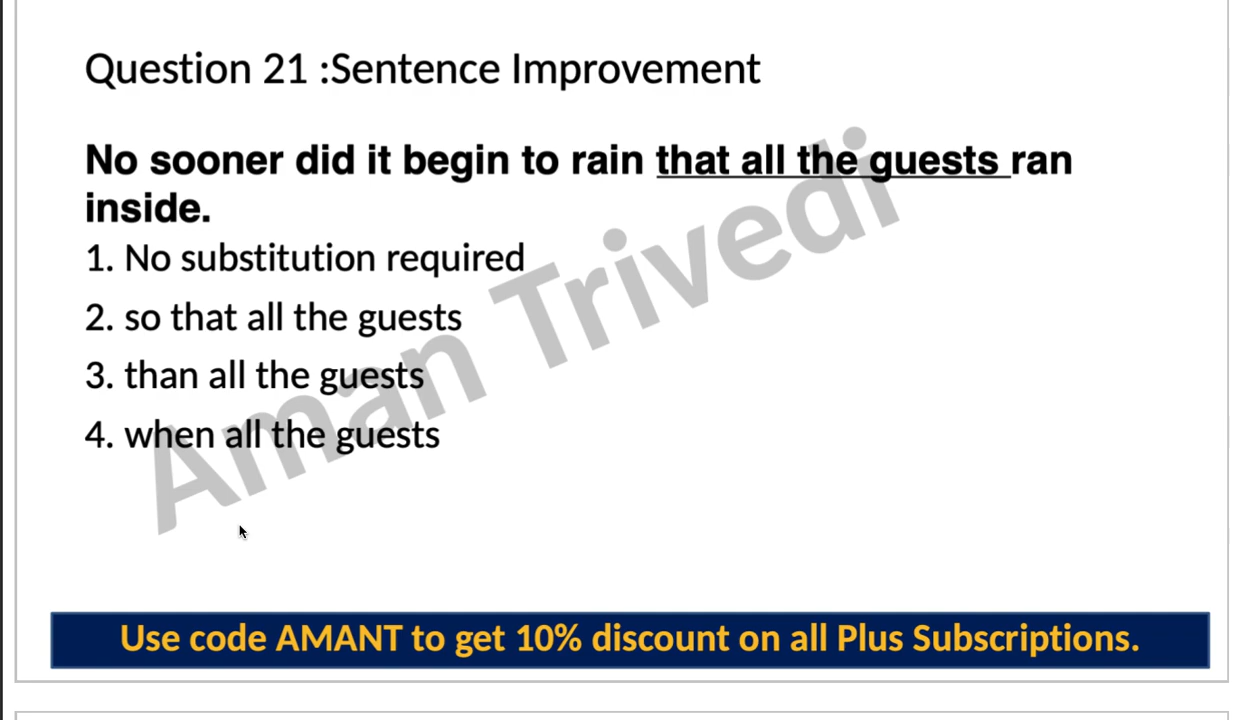 Question 21 :Sentence Improvement
No sooner did it begin to rain that all the guests ran
inside.
1. No substitution required
2. so that all the guests
3. than all the guests
4. when all the guests
Aman Trivedi
Use code AMANT to get 10% discount on all Plus Subscriptions.